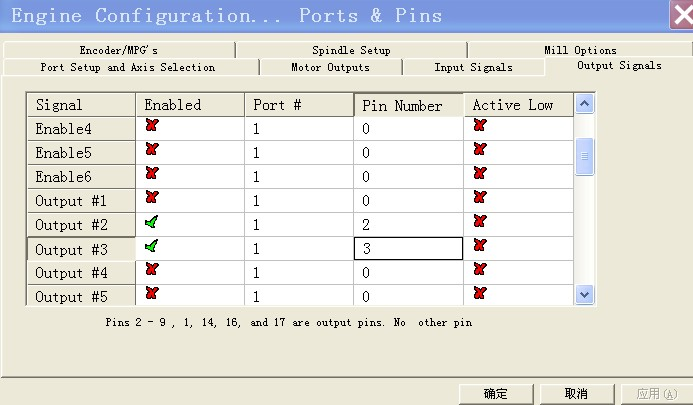 Engine Configuration... Ports & Pins
Encoder/MPG's Spindle Setup Mill Options
Port Setup and Axis Selection Motor Outputs Input Signals Output Signals
Signal Enabled Port # Pin Number Active Low
Enable4 1 0
Enable5 1 0
Enable6 1 0
Output #1 1 0
Output #2 1 2
Output #3 1 3
Output #4 1 0
Output #5 1 0
Pins 2 - 9 , 1, 14, 16, and 17 are output pins. No other pin
确定 取消 应用(A)